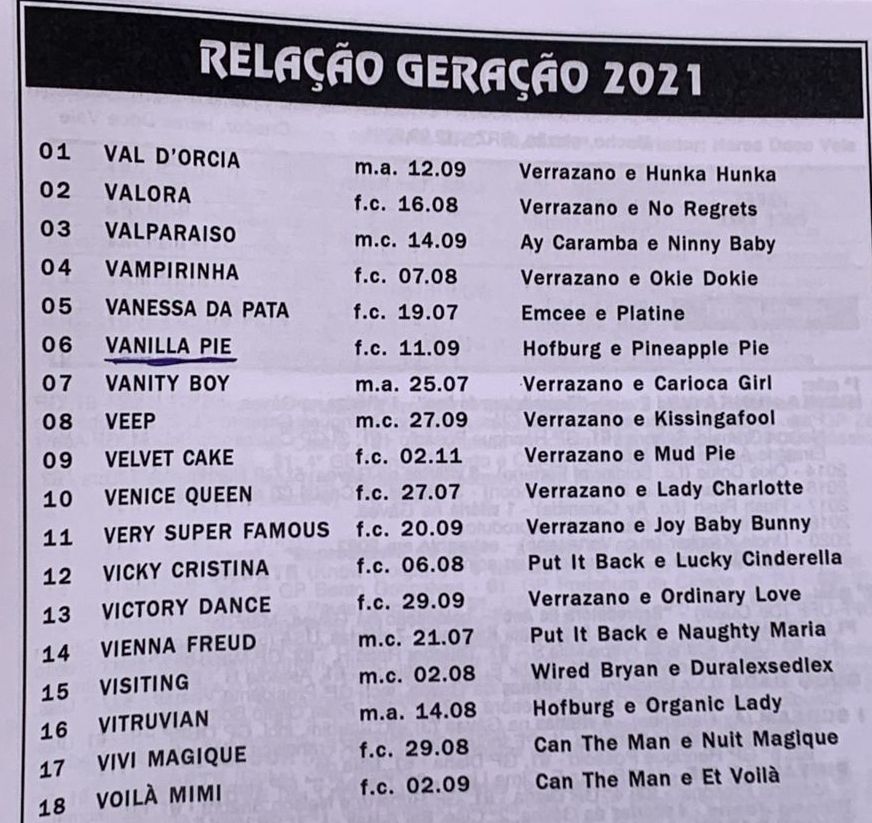 RELAÇÃO GERAÇÃO 2021
01 VAL D'ORCIA m.a. 12.09 Verrazano e Hunka Hunka
02 VALORA f.c. 16.08 Verrazano e No Regrets
03 VALPARAISO m.c. 14.09 Ay Caramba e Ninny Baby
04 VAMPIRINHA f.c. 07.08 Verrazano e Okie Dokie
05 VANESSA DA PATA f.c. 19.07 Emcee e Platine
06 VANILLA PIE f.c. 11.09 Hofburg e Pineapple Pie
07 VANITY BOY m.a. 25.07 Verrazano e Carioca Girl
08 VEEP m.c. 27.09 Verrazano e Kissingafool
09 VELVET CAKE f.c. 02.11 Verrazano e Mud Pie
10 VENICE QUEEN f.c. 27.07 Verrazano e Lady Charlotte
11 VERY SUPER FAMOUS f.c. 20.09 Verrazano e Joy Baby Bunny
12 VICKY CRISTINA f.c. 06.08 Put It Back e Lucky Cinderella
13 VICTORY DANCE f.c. 29.09 Verrazano e Ordinary Love
14 VIENNA FREUD m.c. 21.07 Put It Back e Naughty Maria
15 VISITING m.c. 02.08 Wired Bryan e Duralexsedlex
16 VITRUVIAN m.a. 14.08 Hofburg e Organic Lady
17 VIVI MAGIQUE f.c. 29.08 Can The Man e Nuit Magique
18 VOILÀ MIMI f.c. 02.09 Can The Man e Et Voilà